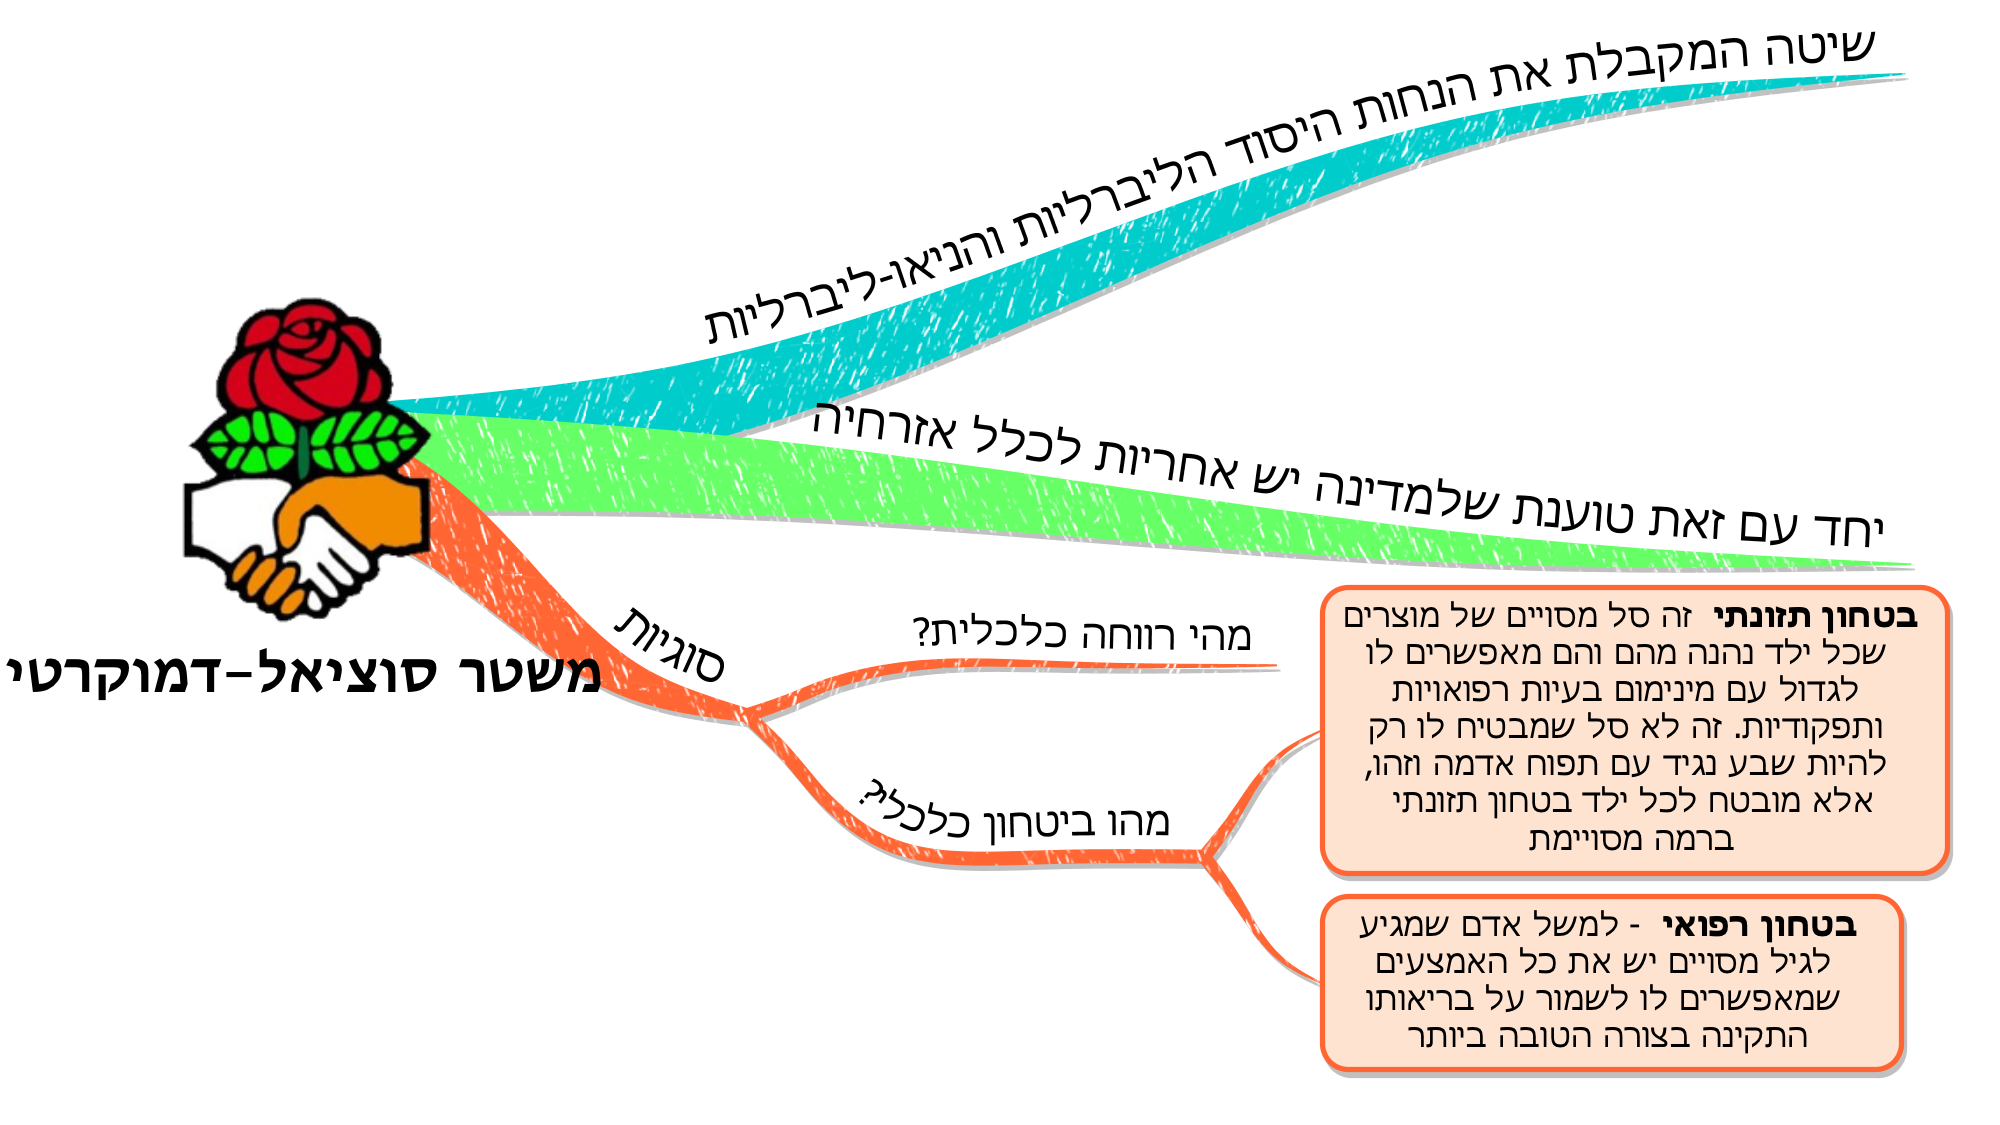 שיטה המקבלת את הנחות היסוד הליברליות והניאו-ליברליות
יחד עם זאת טוענת שלמדינה יש אחריות לכלל אזרחיה
משטר סוציאל-דמוקרטי
סוגיות
מהי רווחה כלכלית?
מהו ביטחון כלכלי?
בטחון תזונתי זה סל מסויים של מוצרים
שכל ילד נהנה מהם והם מאפשרים לו
לגדול עם מינימום בעיות רפואויות
ותפקודיות. זה לא סל שמבטיח לו רק
להיות שבע נגיד עם תפוח אדמה וזהו,
אלא מובטח לכל ילד בטחון תזונתי
ברמה מסויימת
בטחון רפואי - למשל אדם שמגיע
לגיל מסויים יש את כל האמצעים
שמאפשרים לו לשמור על בריאותו
התקינה בצורה הטובה ביותר